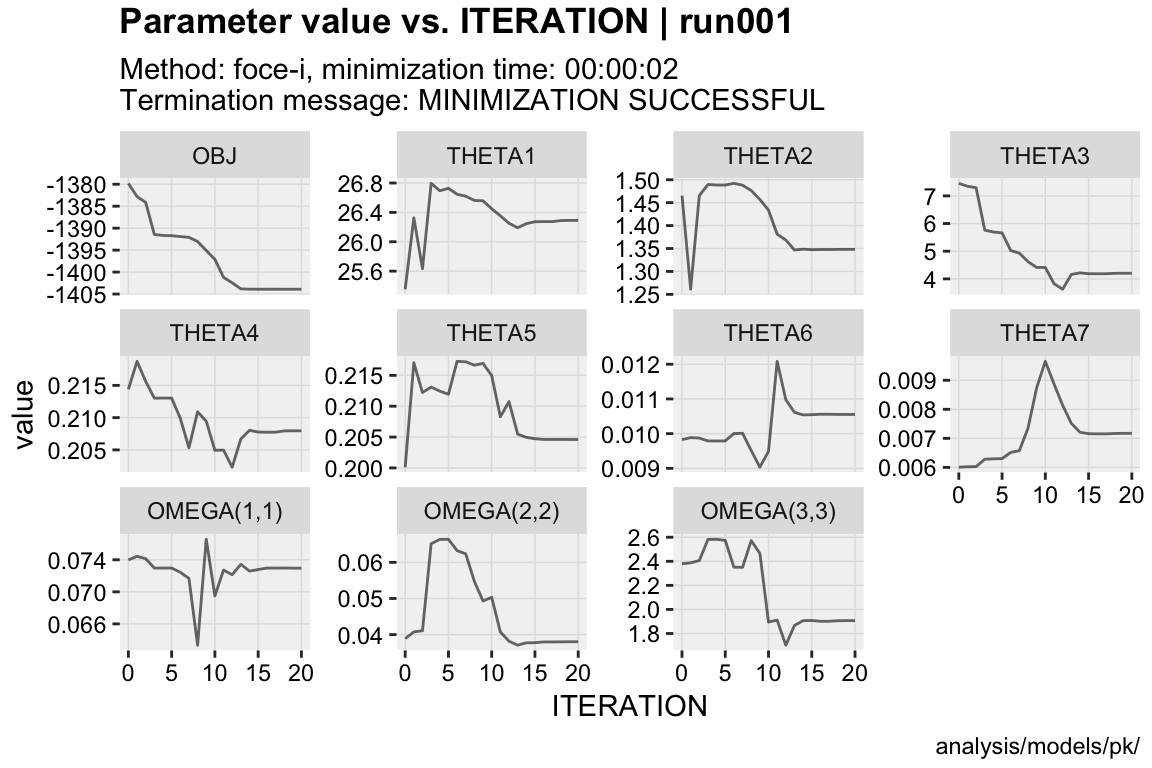 Parameter value vs. ITERATION | run001
Method: foce-i, minimization time: 00:00:02
Termination message: MINIMIZATION SUCCESSFUL
OBJ
-1380
-1385
-1390
-1395
-1400
-1405
THETA1
26.8
26.4
26.0
25.6
THETA2
1.50
1.45
1.40
1.35
1.30
1.25
THETA3
7
6
5
4
value
THETA4
0.215
0.210
0.205
THETA5
0.215
0.210
0.205
0.200
THETA6
0.012
0.011
0.010
0.009
THETA7
0.009
0.008
0.007
0.006
0 5 10 15 20
OMEGA(1,1)
0.074
0.070
0.066
0 5 10 15 20
OMEGA(2,2)
0.06
0.05
0.04
0 5 10 15 20
OMEGA(3,3)
2.6
2.4
2.2
2.0
1.8
0 5 10 15 20
ITERATION
analysis/models/pk/